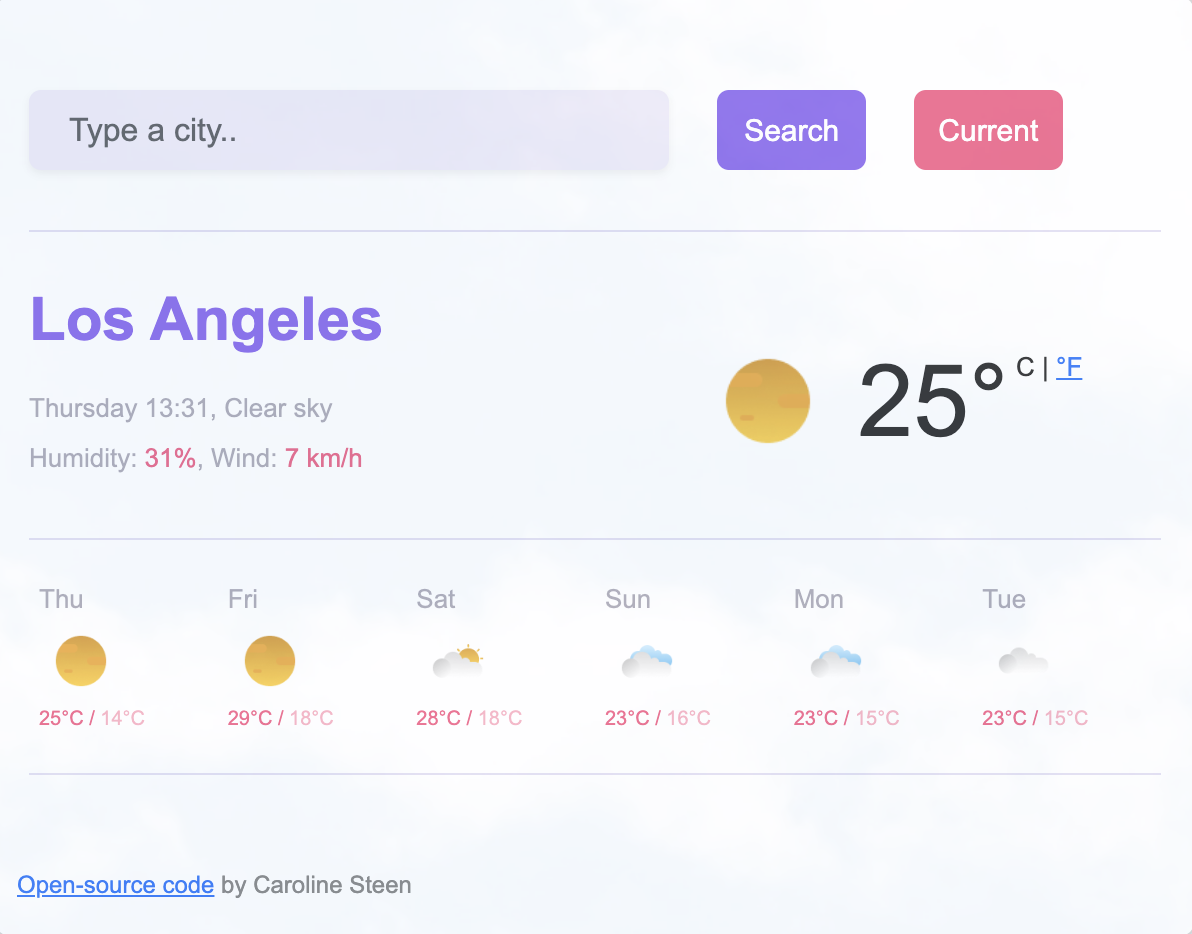 Type a city..
Search
Current
Los Angeles
Thursday 13:31, Clear sky
Humidity: 31%, Wind: 7 km/h
25° C | °F
Thu Fri Sat Sun Mon Tue
25°C / 14°C 29°C / 18°C 28°C / 18°C 23°C / 16°C 23°C / 15°C 23°C / 15°C
Open-source code by Caroline Steen